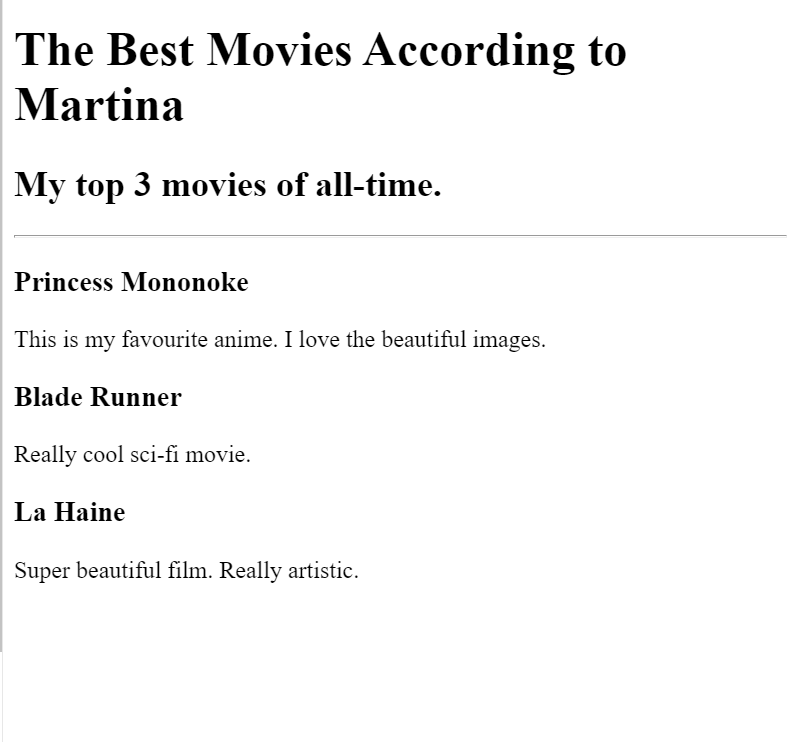 The Best Movies According to
Martina
My top 3 movies of all-time.
Princess Mononoke
This is my favourite anime. I love the beautiful images.
Blade Runner
Really cool sci-fi movie.
La Haine
Super beautiful film. Really artistic.